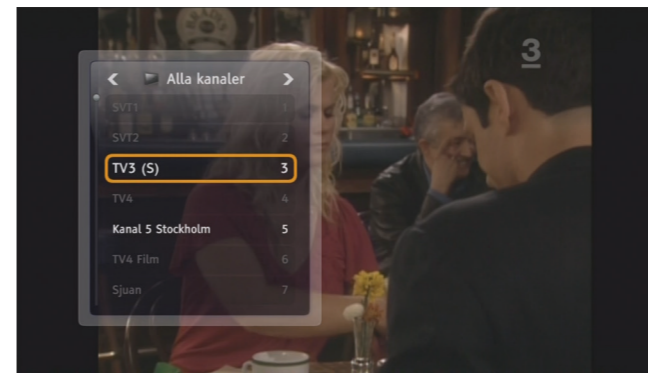 3
Alla kanaler
SVT1 1
SVT2 2
TV3 (S) 3
TV4 4
Kanal 5 Stockholm 5
TV4 Film 6
Sjuan 7